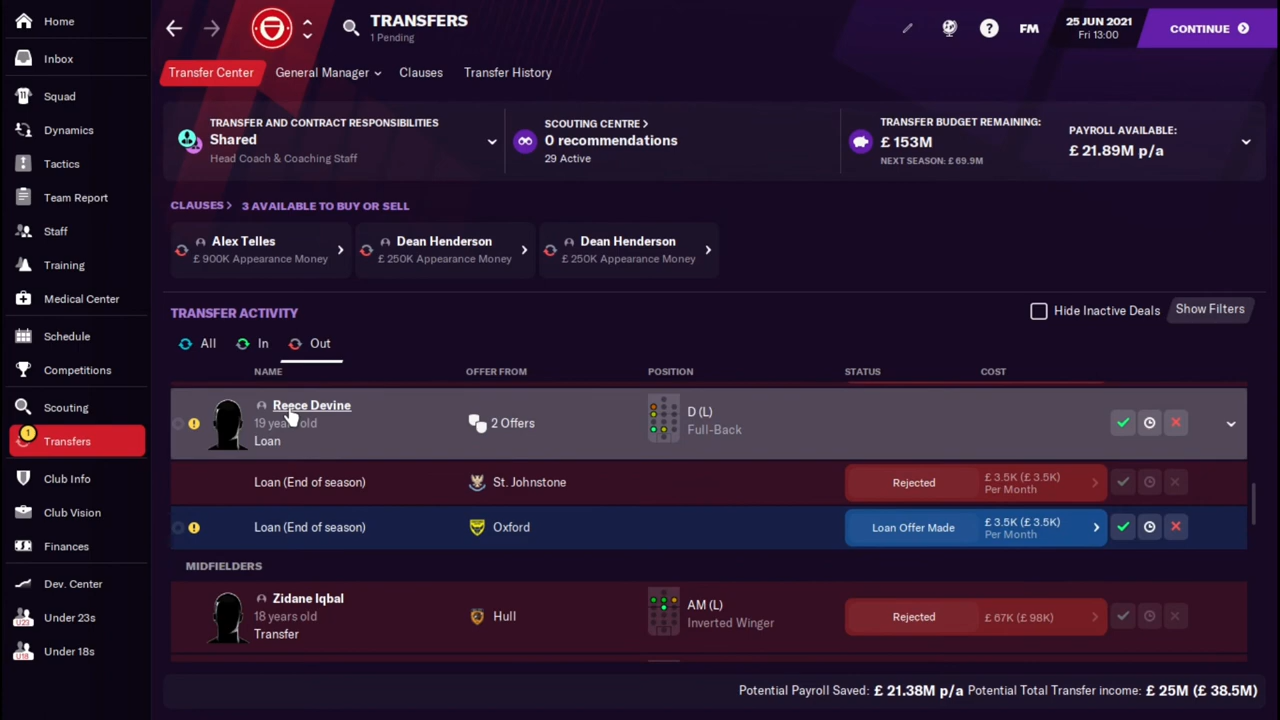 Home
Inbox
Squad
Dynamics
Tactics
Team Report
Staff
Training
Medical Center
Schedule
Competitions
Scouting
1
Transfers
Club Info
Club Vision
Finances
Dev. Center
U23
Under 23s
U18
Under 18s
TRANSFERS
1 Pending
?
FM
25 JUN 2021
Fri 13:00
CONTINUE
Transfer Center
General Manager
Clauses
Transfer History
TRANSFER AND CONTRACT RESPONSIBILITIES
Shared
Head Coach & Coaching Staff
SCOUTING CENTRE >
0 recommendations
29 Active
TRANSFER BUDGET REMAINING:
£ 153M
NEXT SEASON: £ 69.9M
PAYROLL AVAILABLE:
£ 21.89M p/a
CLAUSES > 3 AVAILABLE TO BUY OR SELL
Alex Telles
£ 900K Appearance Money
Dean Henderson
£ 250K Appearance Money
Dean Henderson
£ 250K Appearance Money
TRANSFER ACTIVITY
Hide Inactive Deals
Show Filters
All
In
Out
NAME OFFER FROM POSITION STATUS COST
Reece Devine
19 years old
Loan
2 Offers
D (L)
Full-Back
Loan (End of season) St. Johnstone Rejected £ 3.5K (£ 3.5K)
Per Month
Loan (End of season) Oxford Loan Offer Made £ 3.5K (£ 3.5K)
Per Month
MIDFIELDERS
Zidane Iqbal
18 years old
Transfer
Hull
AM (L)
Inverted Winger
Rejected £ 67K (£ 98K)
Potential Payroll Saved: £ 21.38M p/a Potential Total Transfer income: £ 25M (£ 38.5M)